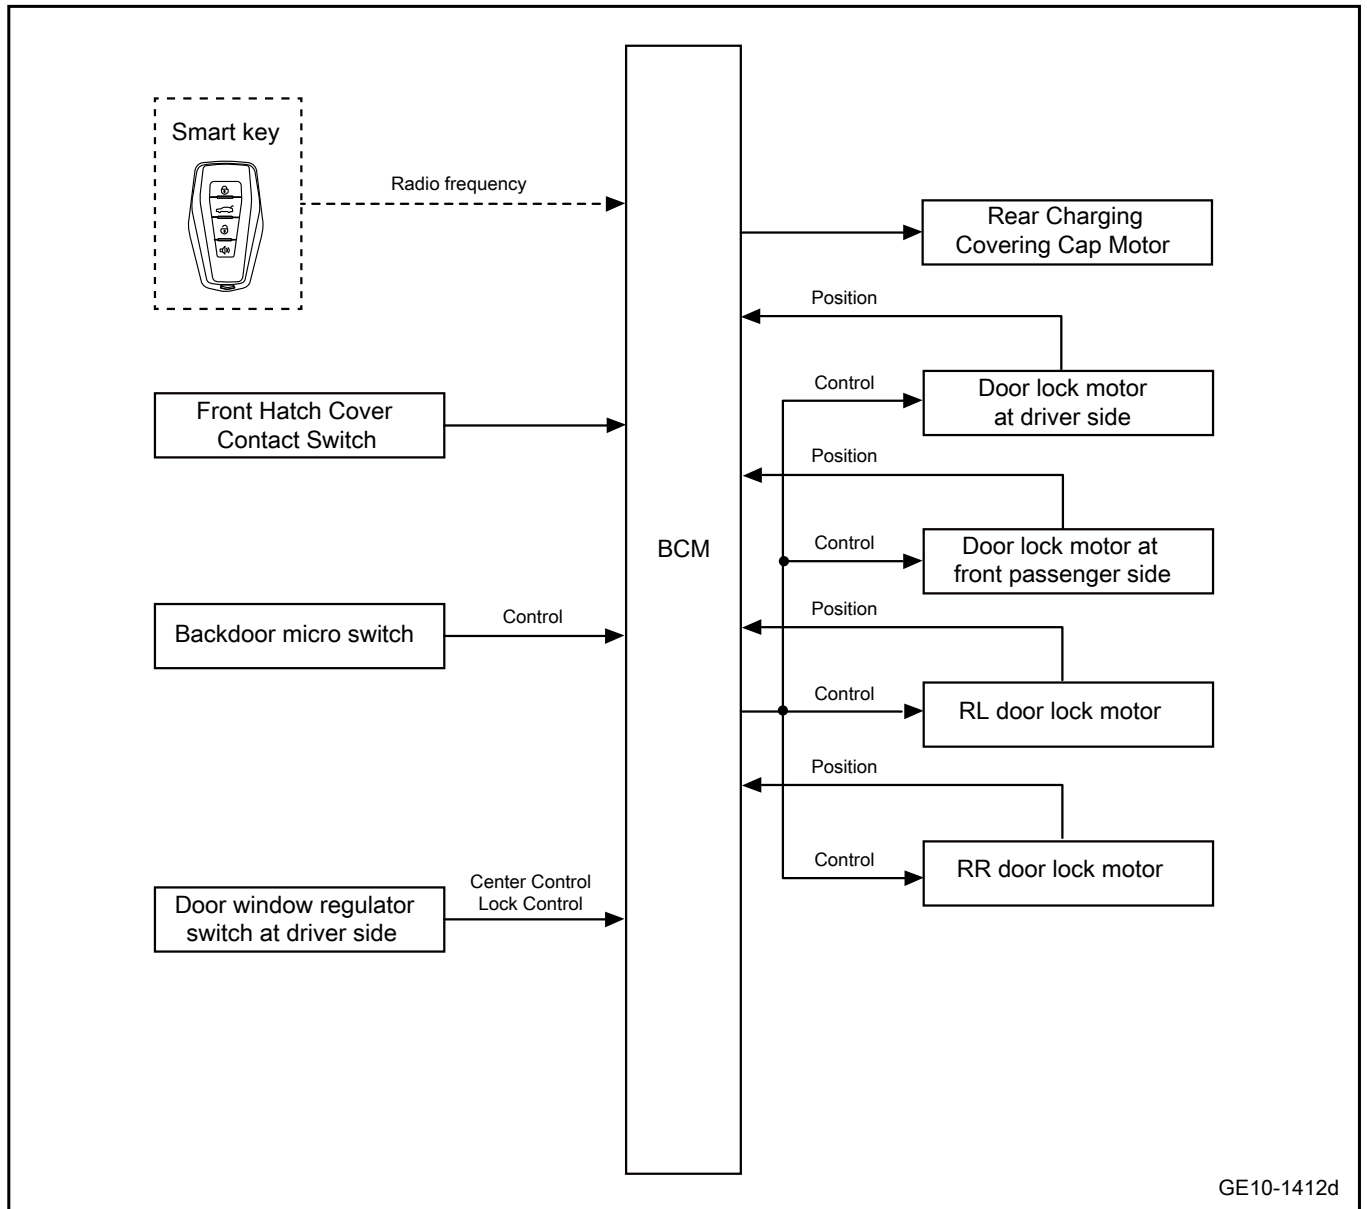 Smart key
Radio frequency
Rear Charging
Covering Cap Motor
Position
Front Hatch Cover
Contact Switch
Control
Door lock motor
at driver side
Position
BCM
Control
Door lock motor at
front passenger side
Backdoor micro switch
Control
Position
Control
RL door lock motor
Position
Door window regulator
switch at driver side
Center Control
Lock Control
Control
RR door lock motor
GE10-1412d